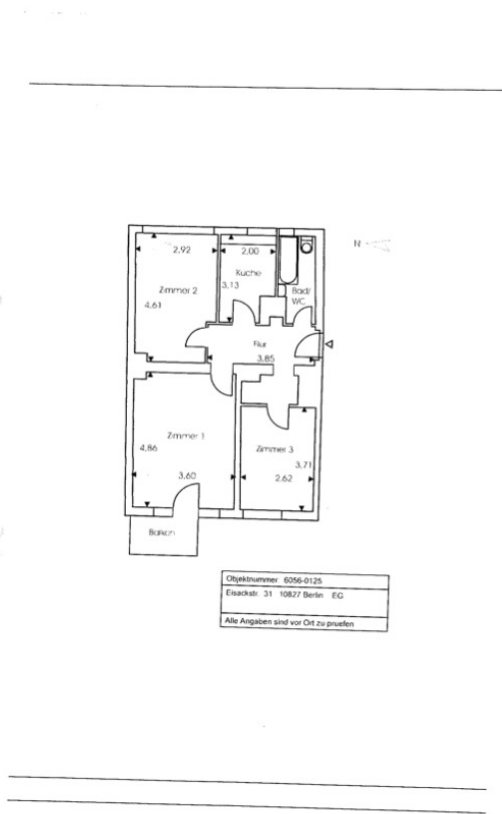 N
2,92
2,00
Küche
3,13
Zimmer 2
4,61
Bad/
WC
Flur
3,85
Zimmer 1
4,86
3,60
Zimmer 3
3,71
2,62
Balkon
Objektnummer 6056-0125
Eisackstr. 31 10827 Berlin EG
Alle Angaben sind vor Ort zu pruefen